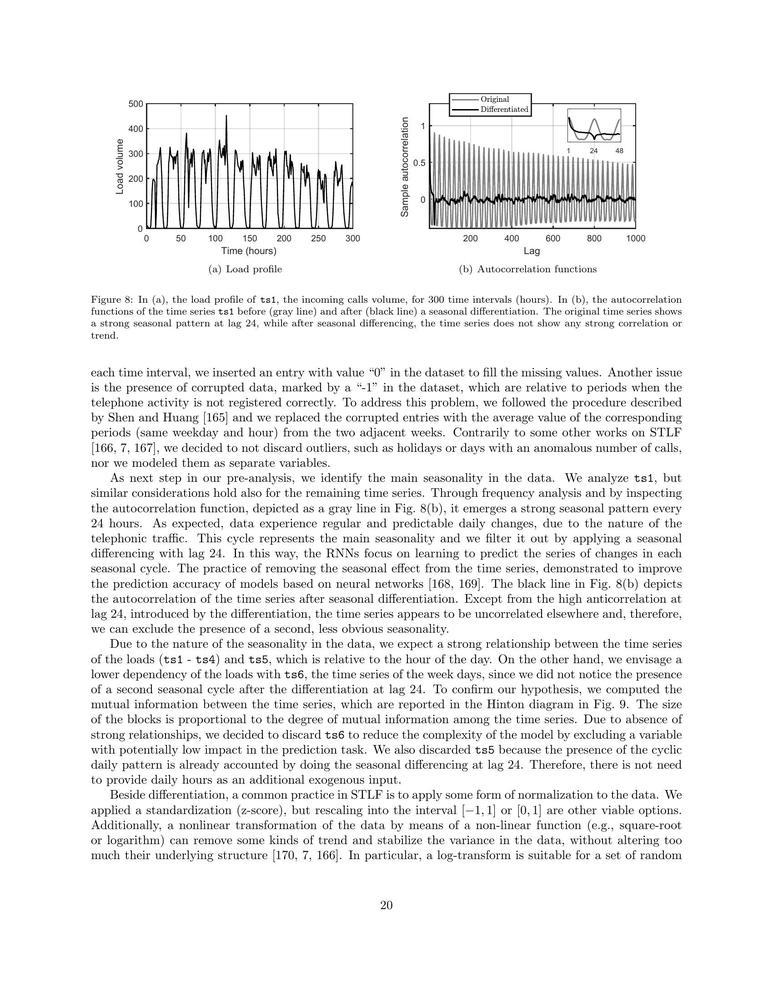 500
400
300
200
100
0
Load volume
0 50 100 150 200 250 300
Time (hours)
(a) Load profile
Original
Differentiated
1
0.5
0
Sample autocorrelation
1 24 48
200 400 600 800 1000
Lag
(b) Autocorrelation functions
Figure 8: In (a), the load profile of ts1, the incoming calls volume, for 300 time intervals (hours). In (b), the autocorrelation
functions of the time series ts1 before (gray line) and after (black line) a seasonal differentiation. The original time series shows
a strong seasonal pattern at lag 24, while after seasonal differencing, the time series does not show any strong correlation or
trend.
each time interval, we inserted an entry with value “0” in the dataset to fill the missing values. Another issue
is the presence of corrupted data, marked by a “-1” in the dataset, which are relative to periods when the
telephone activity is not registered correctly. To address this problem, we followed the procedure described
by Shen and Huang [165] and we replaced the corrupted entries with the average value of the corresponding
periods (same weekday and hour) from the two adjacent weeks. Contrarily to some other works on STLF
[166, 7, 167], we decided to not discard outliers, such as holidays or days with an anomalous number of calls,
nor we modeled them as separate variables.
As next step in our pre-analysis, we identify the main seasonality in the data. We analyze ts1, but
similar considerations hold also for the remaining time series. Through frequency analysis and by inspecting
the autocorrelation function, depicted as a gray line in Fig. 8(b), it emerges a strong seasonal pattern every
24 hours. As expected, data experience regular and predictable daily changes, due to the nature of the
telephonic traffic. This cycle represents the main seasonality and we filter it out by applying a seasonal
differencing with lag 24. In this way, the RNNs focus on learning to predict the series of changes in each
seasonal cycle. The practice of removing the seasonal effect from the time series, demonstrated to improve
the prediction accuracy of models based on neural networks [168, 169]. The black line in Fig. 8(b) depicts
the autocorrelation of the time series after seasonal differentiation. Except from the high anticorrelation at
lag 24, introduced by the differentiation, the time series appears to be uncorrelated elsewhere and, therefore,
we can exclude the presence of a second, less obvious seasonality.
Due to the nature of the seasonality in the data, we expect a strong relationship between the time series
of the loads (ts1 - ts4) and ts5, which is relative to the hour of the day. On the other hand, we envisage a
lower dependency of the loads with ts6, the time series of the week days, since we did not notice the presence
of a second seasonal cycle after the differentiation at lag 24. To confirm our hypothesis, we computed the
mutual information between the time series, which are reported in the Hinton diagram in Fig. 9. The size
of the blocks is proportional to the degree of mutual information among the time series. Due to absence of
strong relationships, we decided to discard ts6 to reduce the complexity of the model by excluding a variable
with potentially low impact in the prediction task. We also discarded ts5 because the presence of the cyclic
daily pattern is already accounted by doing the seasonal differencing at lag 24. Therefore, there is not need
to provide daily hours as an additional exogenous input.
Beside differentiation, a common practice in STLF is to apply some form of normalization to the data. We
applied a standardization (z-score), but rescaling into the interval [−1, 1] or [0, 1] are other viable options.
Additionally, a nonlinear transformation of the data by means of a non-linear function (e.g., square-root
or logarithm) can remove some kinds of trend and stabilize the variance in the data, without altering too
much their underlying structure [170, 7, 166]. In particular, a log-transform is suitable for a set of random
20